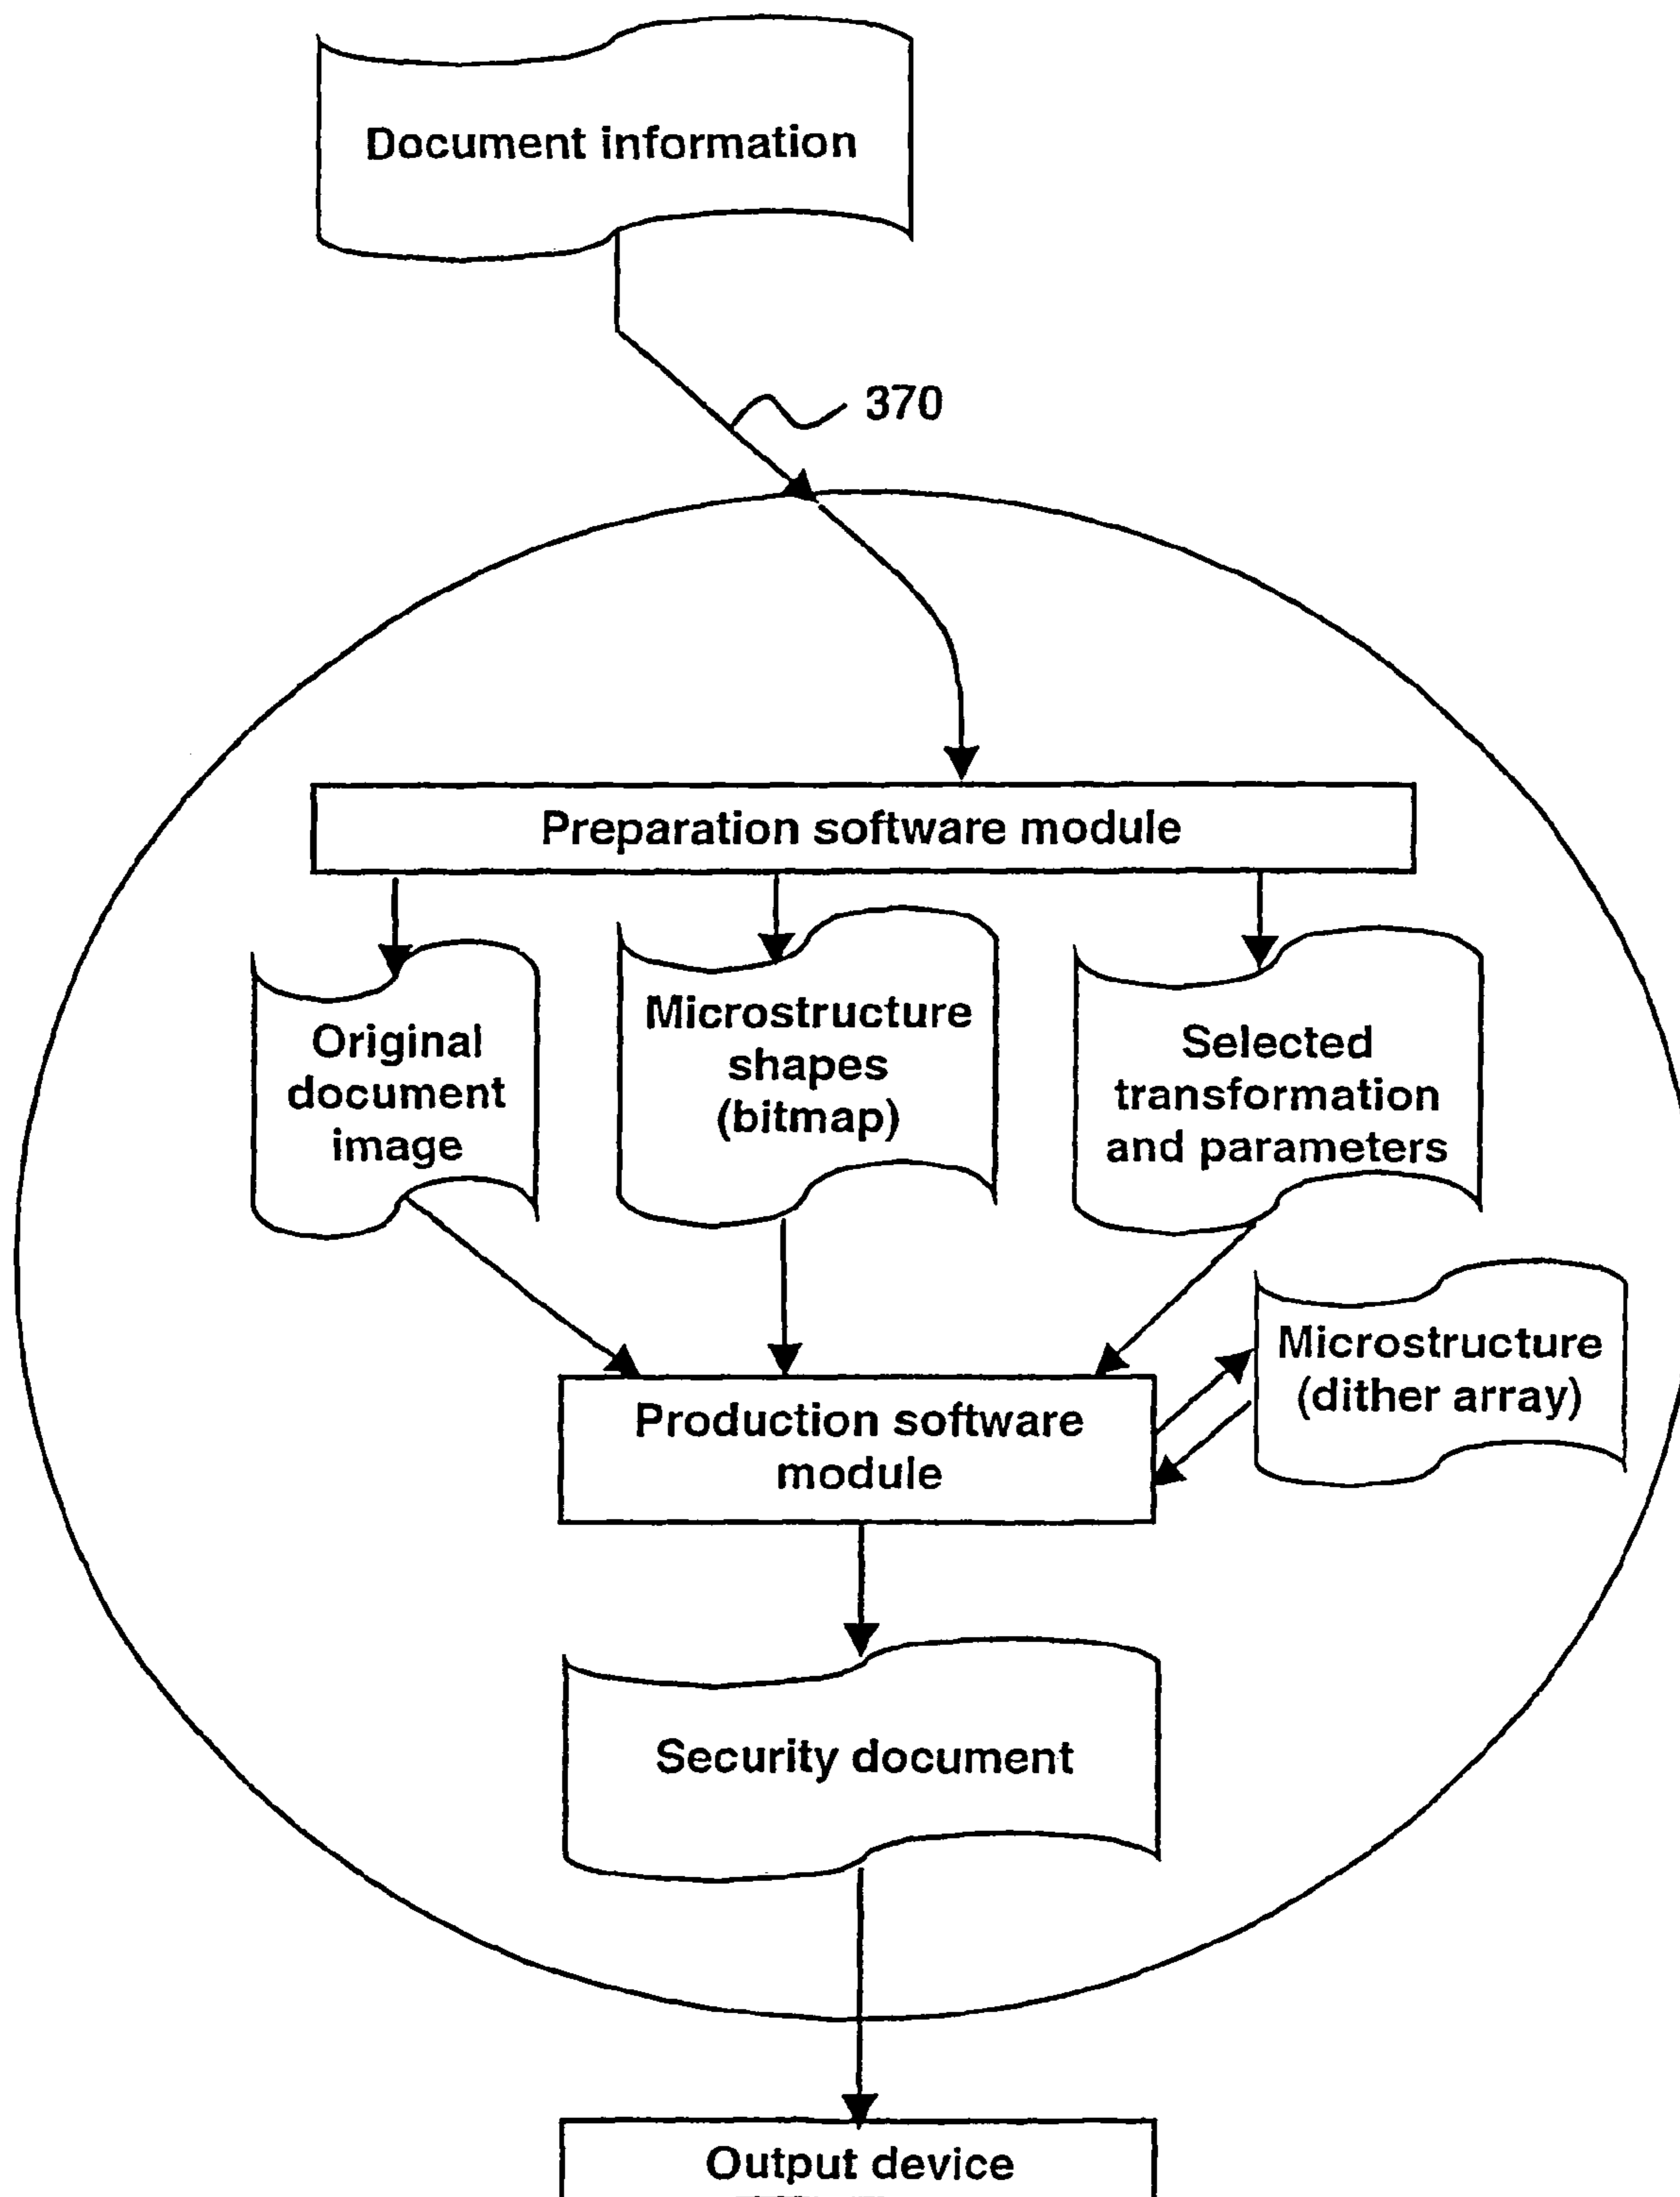 Document information
370
Preparation software module
Original
document
image
Microstructure
shapes
(bitmap)
Selected
transformation
and parameters
Microstructure
(dither array)
Production software
module
Security document
Output device